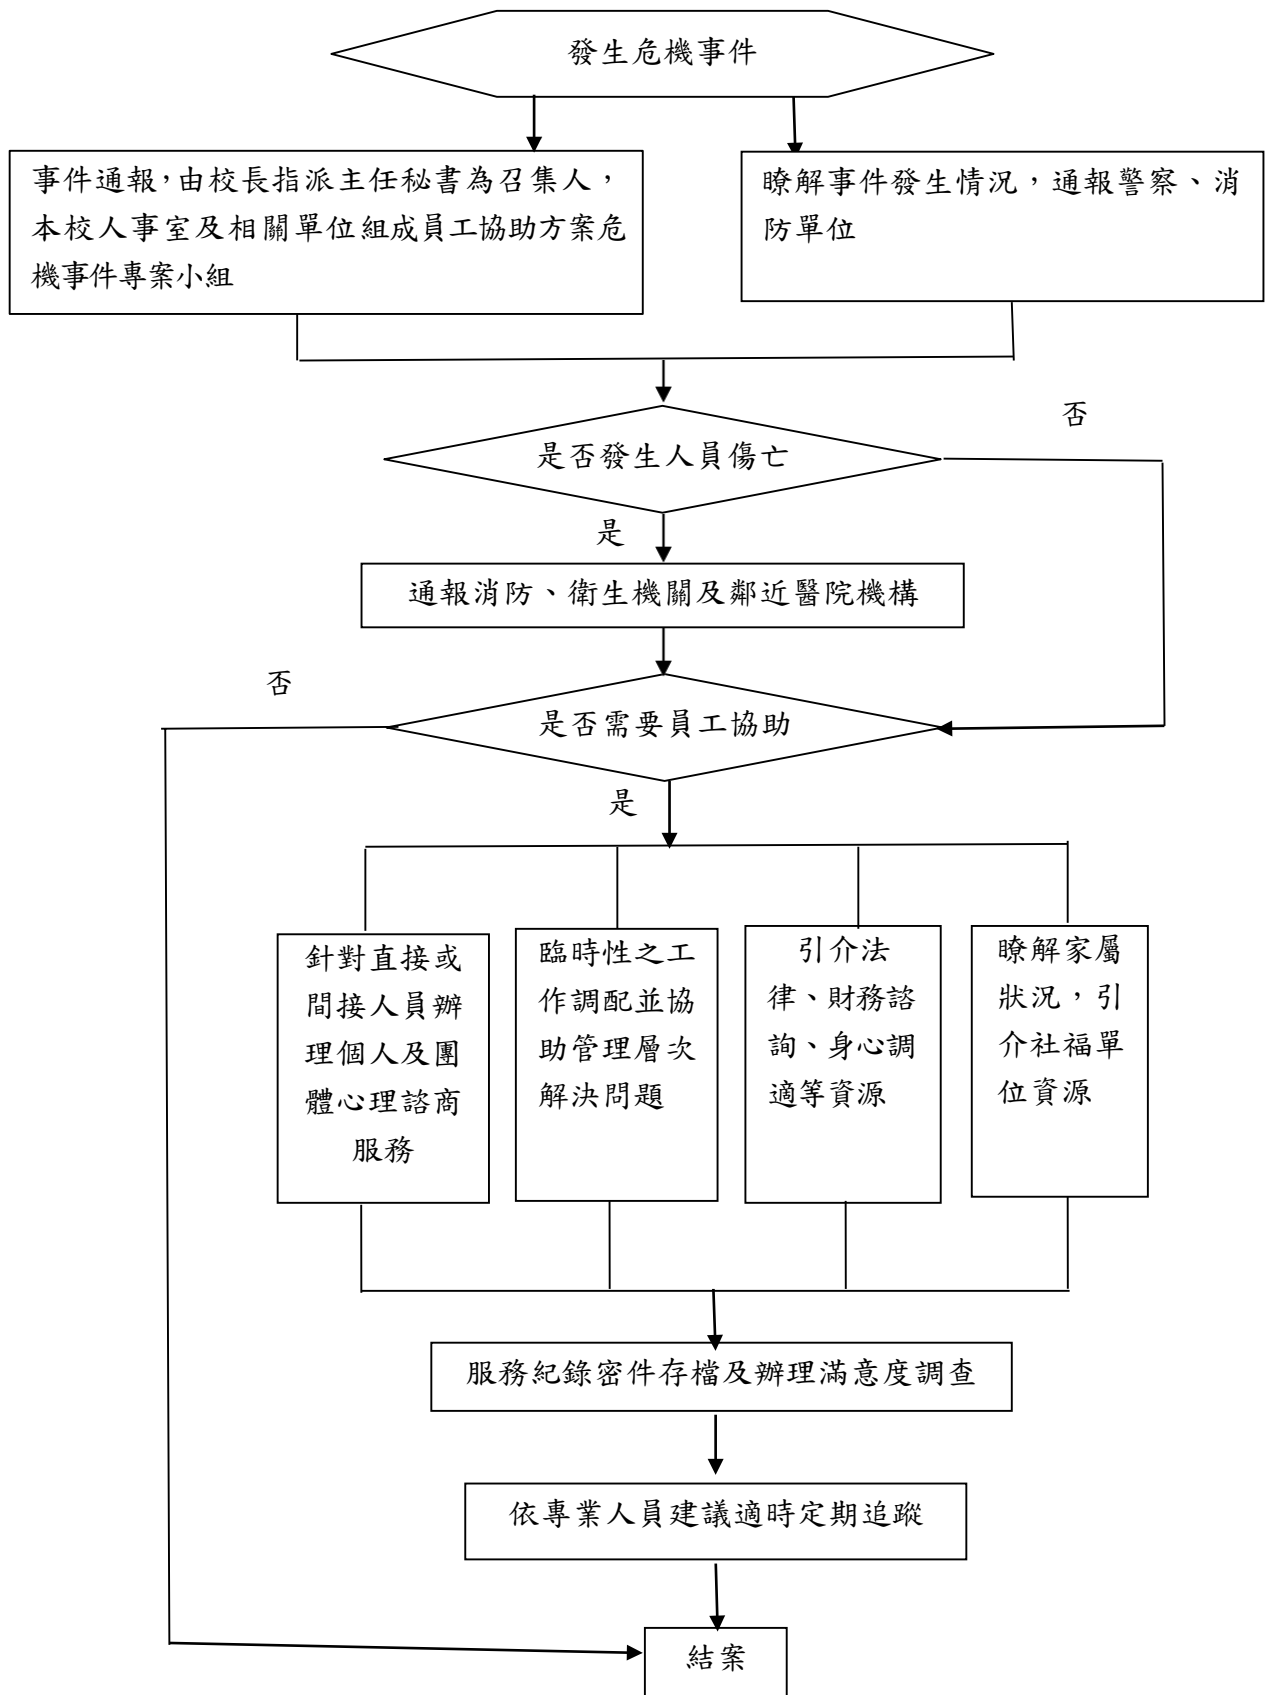 發生危機事件
事件通報,由校長指派主任秘書為召集人,
本校人事室及相關單位組成員工協助方案危
機事件專案小組
瞭解事件發生情況,通報警察、消
防單位
否
是否發生人員傷亡
是
通報消防、衛生機關及鄰近醫院機構
否
是否需要員工協助
是
針對直接或
間接人員辦
理個人及團
體心理諮商
服務
臨時性之工
作調配並協
助管理層次
解決問題
引介法
律、財務諮
詢、身心調
適等資源
瞭解家屬
狀況,引
介社福單
位資源
服務紀錄密件存檔及辦理滿意度調查
依專業人員建議適時定期追蹤
結案